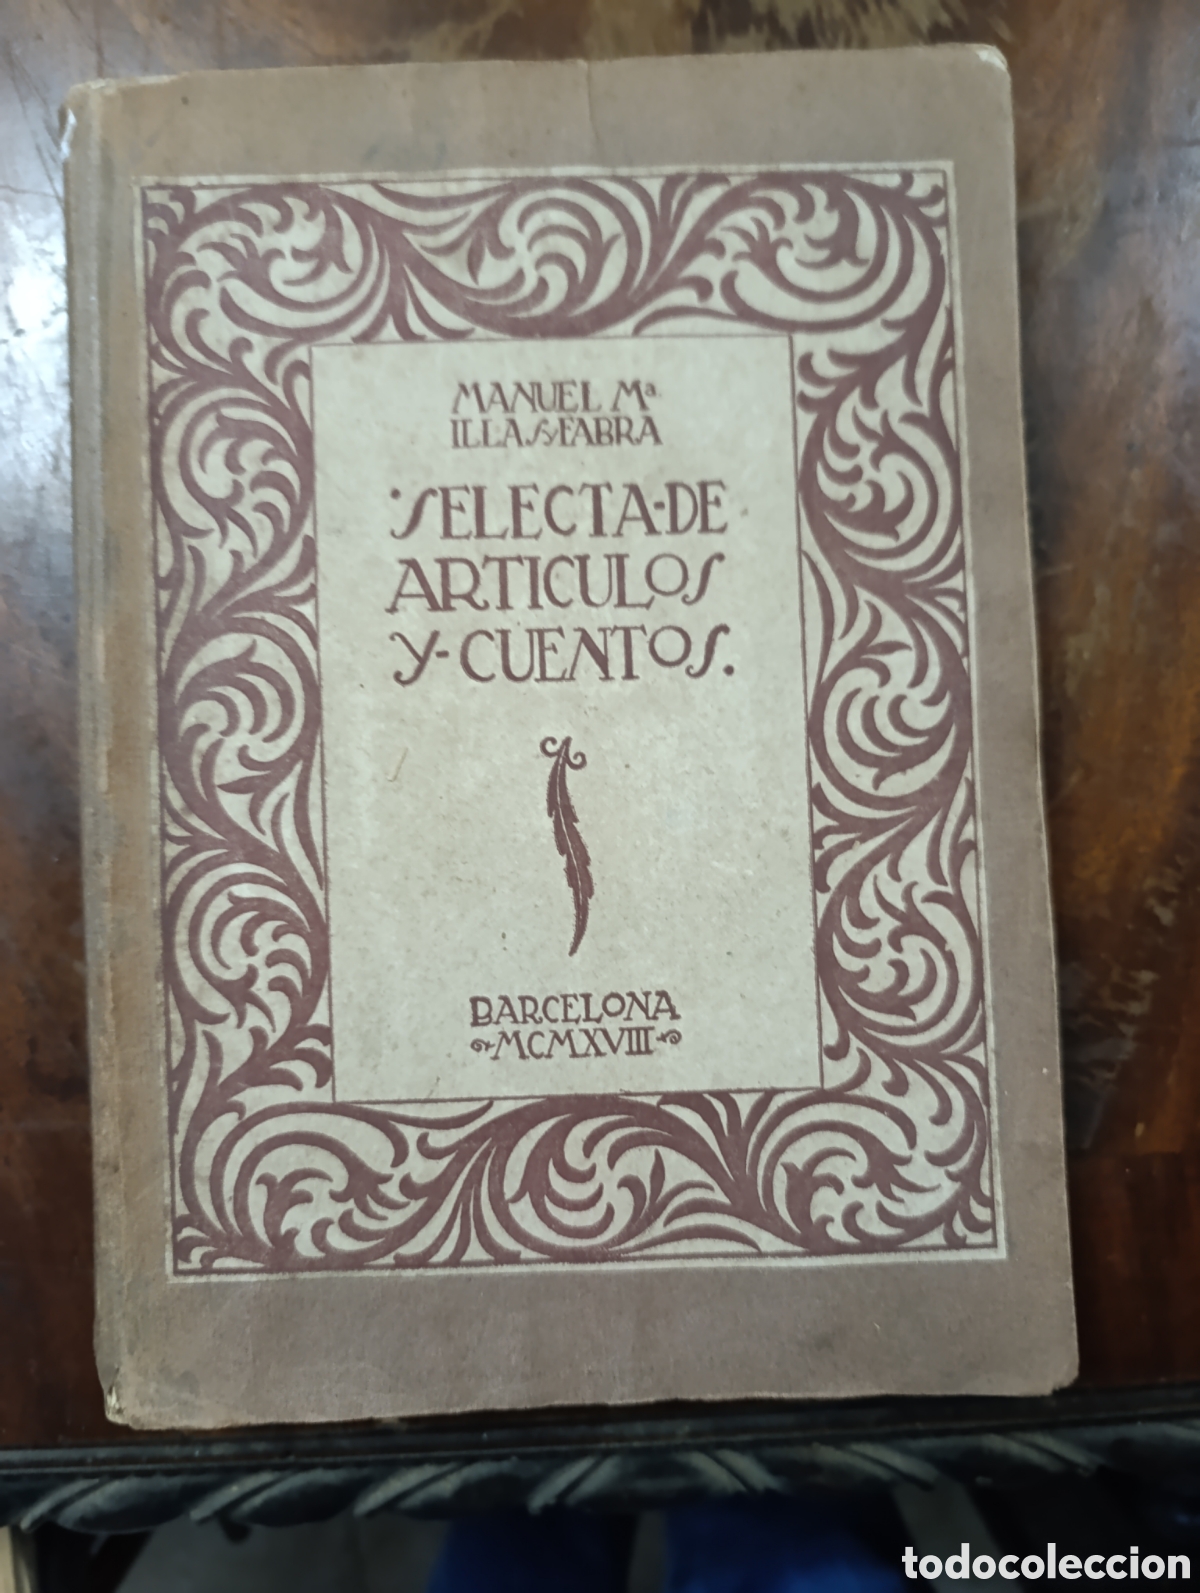 MANUEL Mª.
ILLAS Y FABRA
·SELECTA·DE
ARTICULOS
Y-CUENTOS.
BARCELONA
MCMXVIII
todocoleccion